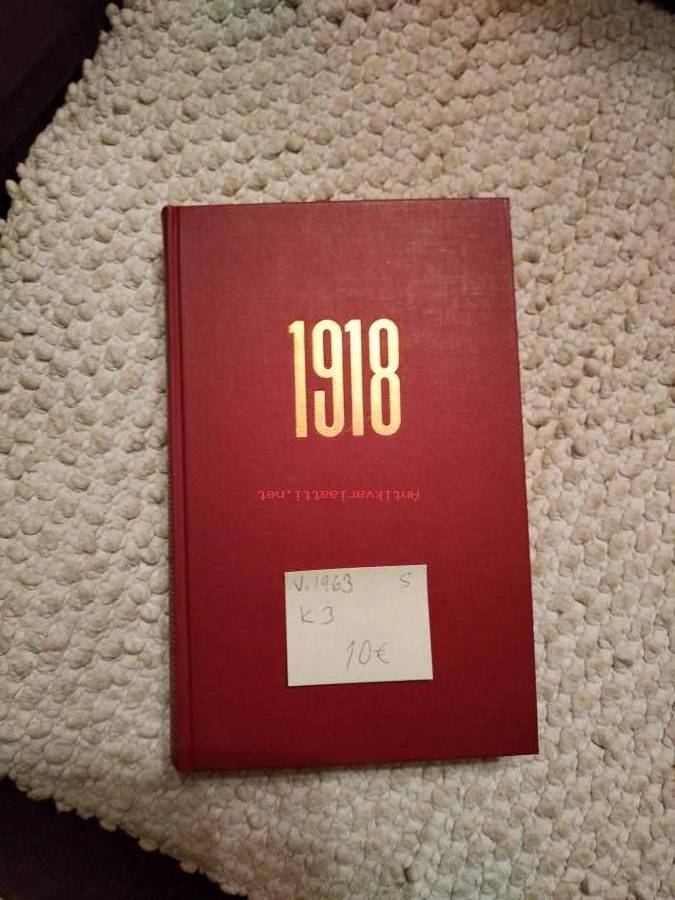 1918
Antikvariaatti.net
V.1963 S
K3
10€